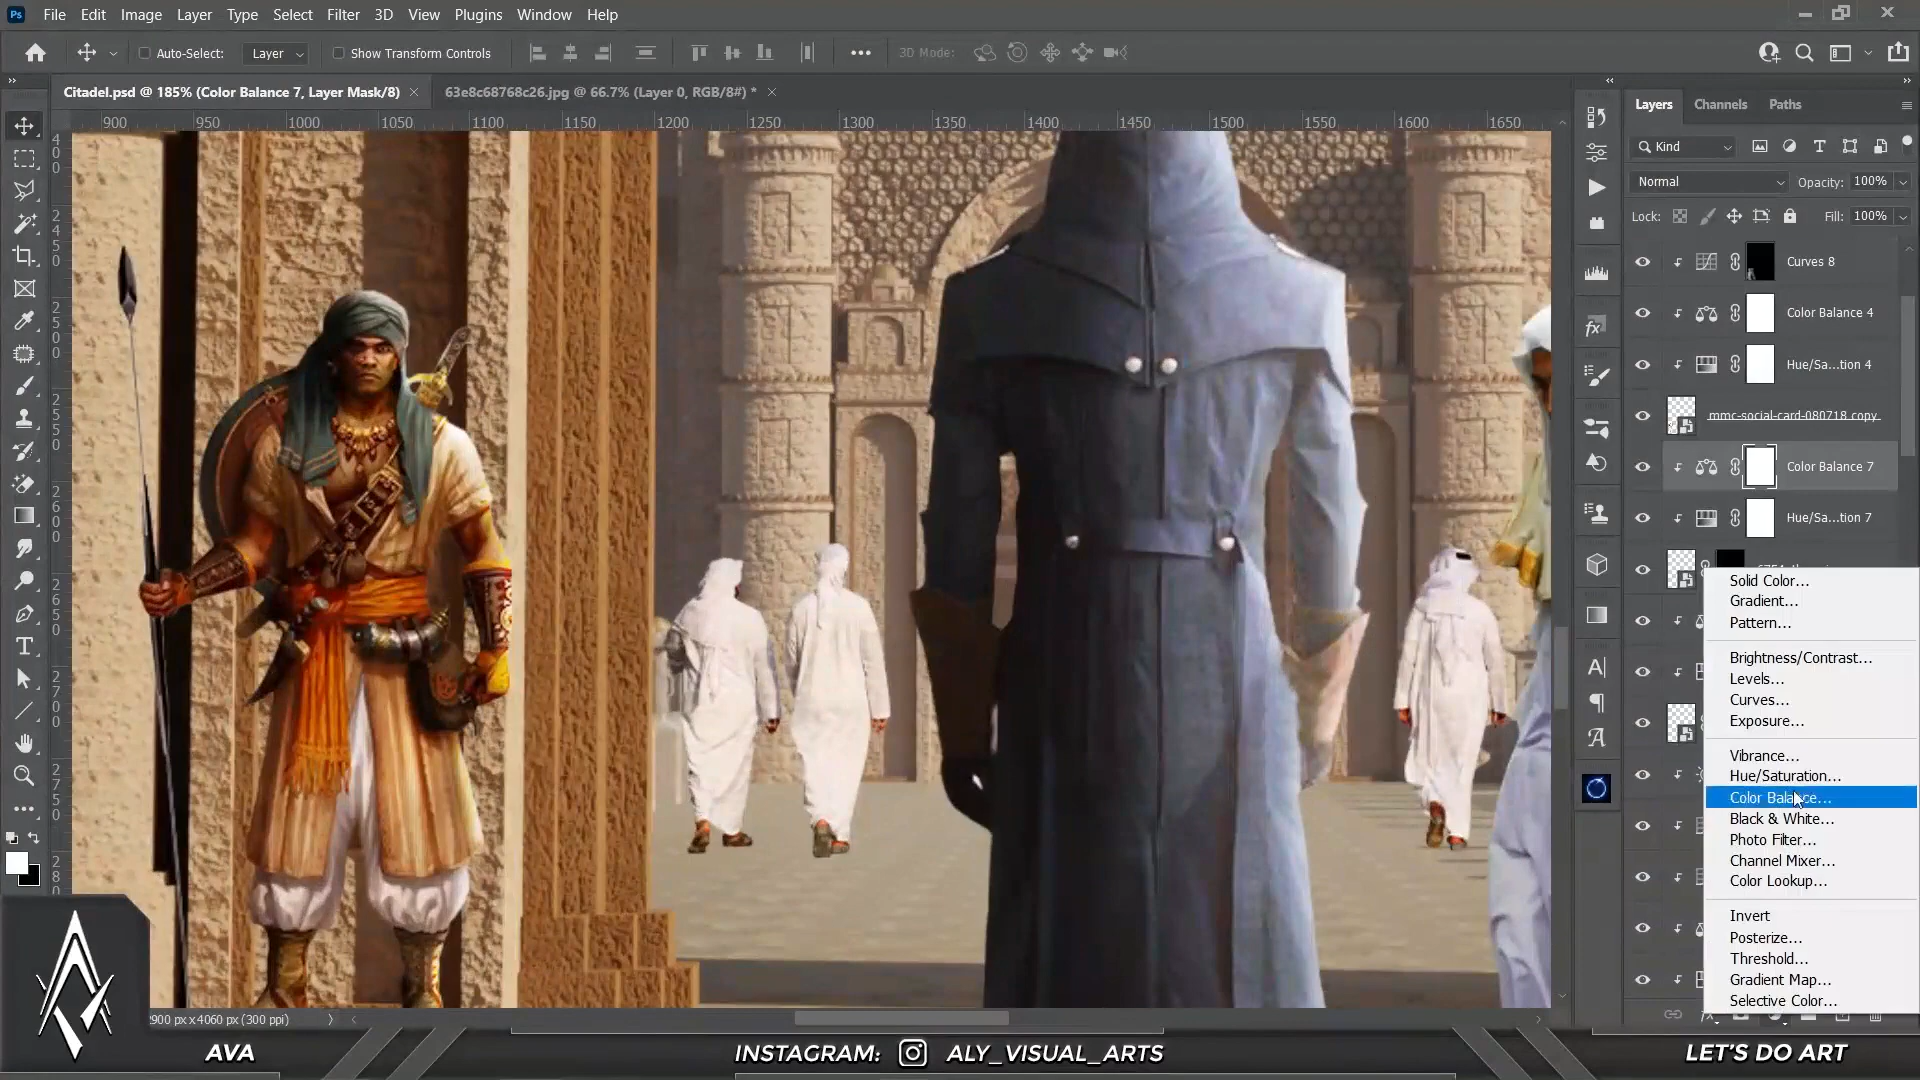 Ps File Edit Image Layer Type Select Filter 3D View Plugins Window Help
Auto-Select: Layer Show Transform Controls 3D Mode:
Citadel.psd @ 185% (Color Balance 7, Layer Mask/8) × 63e8c68768c26.jpg @ 66.7% (Layer 0, RGB/8#) * ×
900 950 1000 1050 1100 1150 1200 1250 1300 1350 1400 1450 1500 1550 1600 1650
Layers Channels Paths
Kind
Normal Opacity: 100%
Lock: Fill: 100%
Curves 8
Color Balance 4
Hue/Sa...tion 4
mmc-social-card-080718 copy
Color Balance 7
Hue/Sa...tion 7
Solid Color...
Gradient...
Pattern...
Brightness/Contrast...
Levels...
Curves...
Exposure...
Vibrance...
Hue/Saturation...
Color Balance...
Black & White...
Photo Filter...
Channel Mixer...
Color Lookup...
Invert
Posterize...
Threshold...
Gradient Map...
Selective Color...
2900 px x 4060 px (300 ppi)
AVA
INSTAGRAM: ALY_VISUAL_ARTS
LET'S DO ART